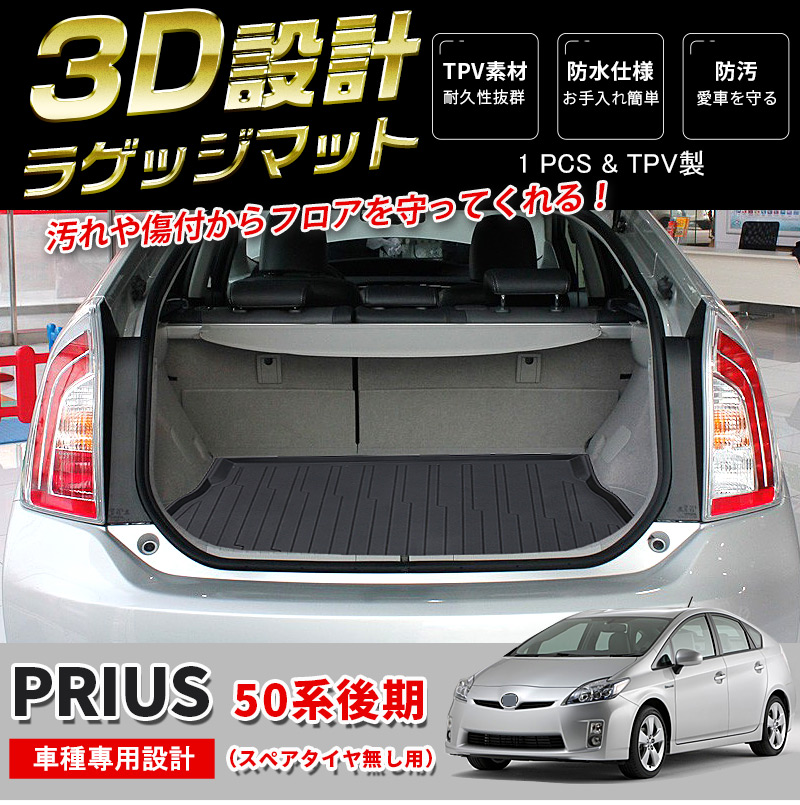 3D設計
ラゲッジマット
TPV素材
耐久性抜群
防水仕様
お手入れ簡単
防汚
愛車を守る
1 PCS & TPV製
汚れや傷付からフロアを守ってくれる！
PRIUS
50系後期
車種専用設計
（スペアタイヤ無し用）